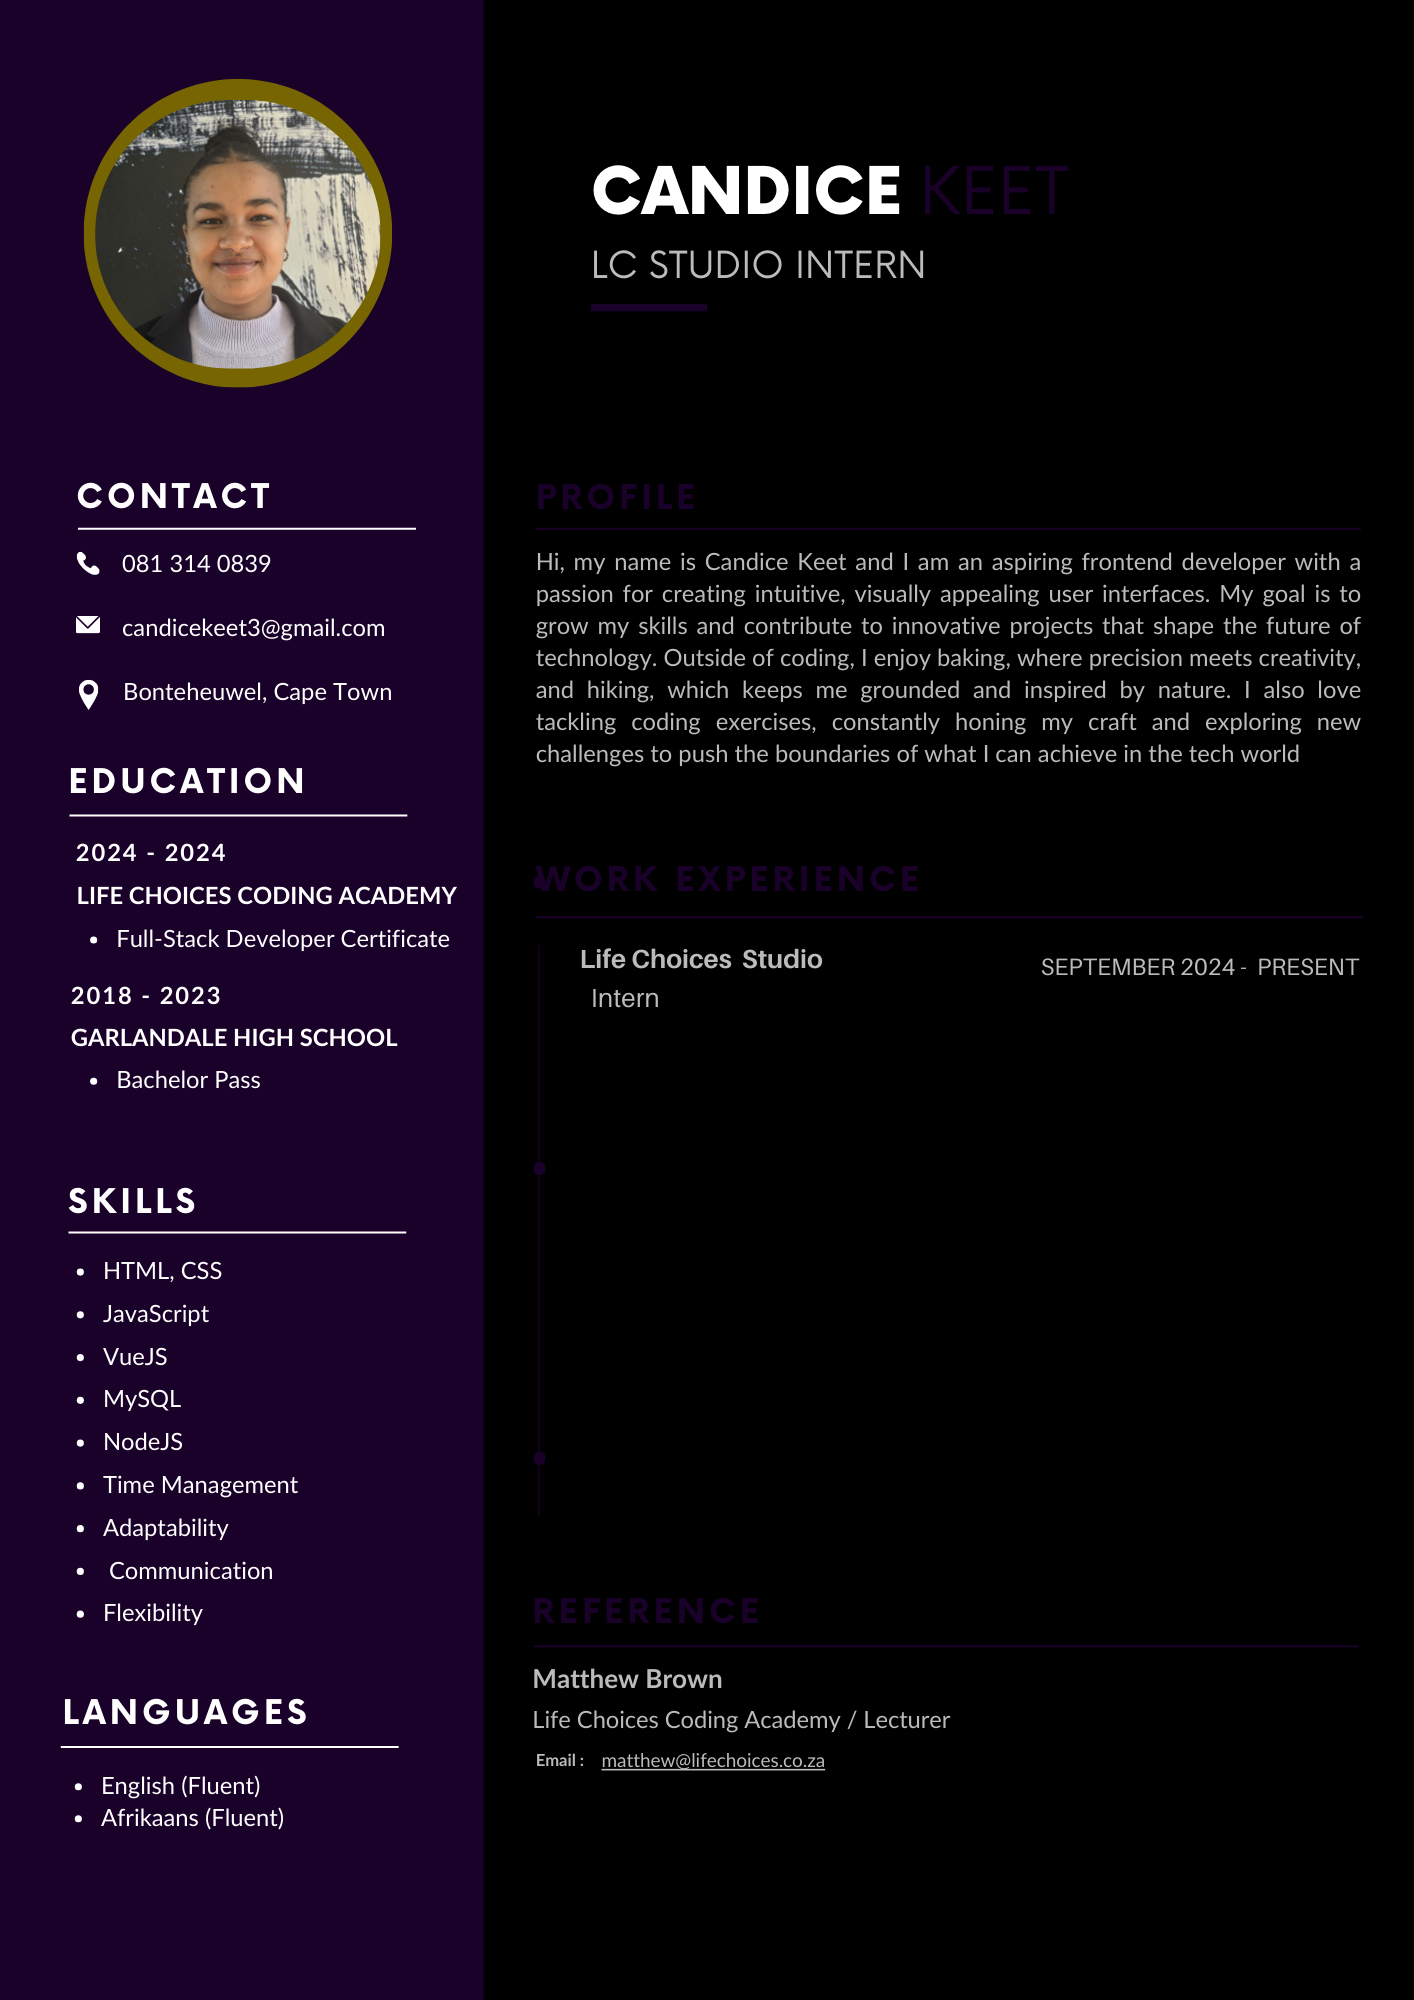 CANDICE KEET
LC STUDIO INTERN
CONTACT
081 314 0839
candicekeet3@gmail.com
Bonteheuwel, Cape Town
EDUCATION
2024 - 2024
LIFE CHOICES CODING ACADEMY
• Full-Stack Developer Certificate
2018 - 2023
GARLANDALE HIGH SCHOOL
• Bachelor Pass
SKILLS
• HTML, CSS
• JavaScript
• VueJS
• MySQL
• NodeJS
• Time Management
• Adaptability
• Communication
• Flexibility
LANGUAGES
• English (Fluent)
• Afrikaans (Fluent)
PROFILE
Hi, my name is Candice Keet and I am an aspiring frontend developer with a
passion for creating intuitive, visually appealing user interfaces. My goal is to
grow my skills and contribute to innovative projects that shape the future of
technology. Outside of coding, I enjoy baking, where precision meets creativity,
and hiking, which keeps me grounded and inspired by nature. I also love
tackling coding exercises, constantly honing my craft and exploring new
challenges to push the boundaries of what I can achieve in the tech world
WORK EXPERIENCE
Life Choices Studio
SEPTEMBER 2024 - PRESENT
Intern
REFERENCE
Matthew Brown
Life Choices Coding Academy / Lecturer
Email : matthew@lifechoices.co.za